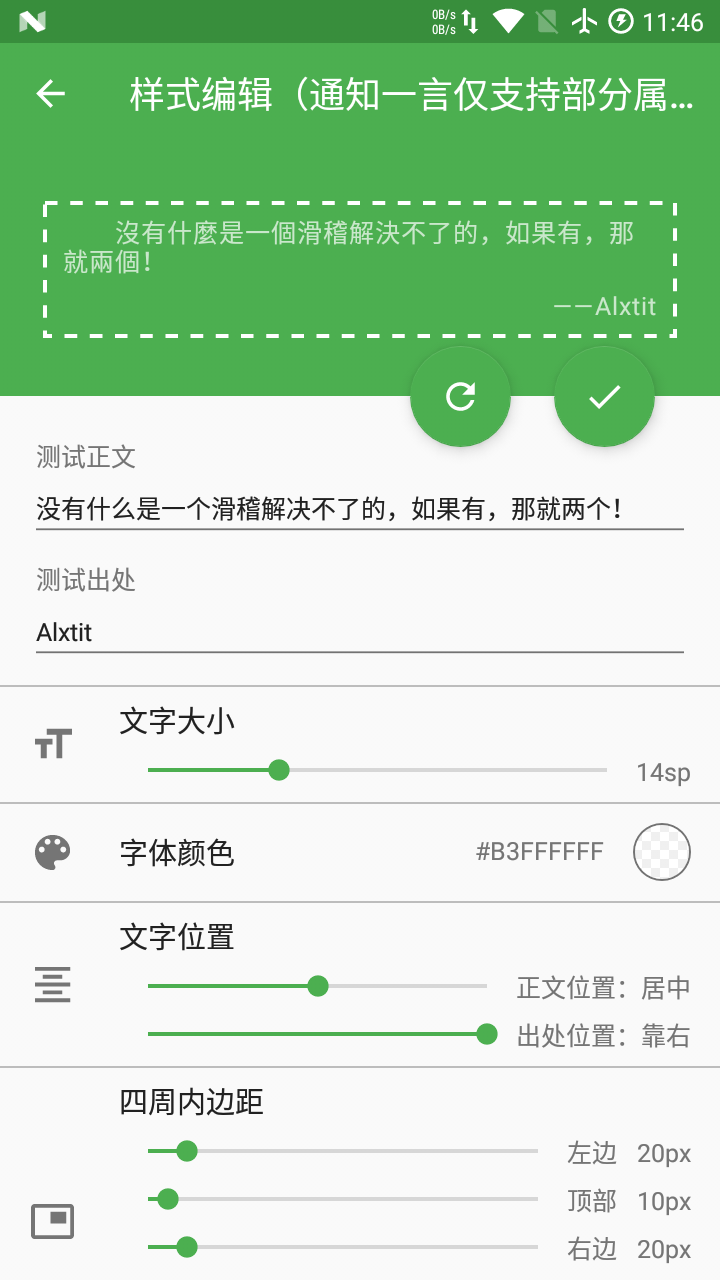 0B/s
0B/s
11:46
样式编辑（通知一言仅支持部分属...
沒有什麼是一個滑稽解決不了的，如果有，那
就兩個！
——Alxtit
测试正文
没有什么是一个滑稽解决不了的，如果有，那就两个！
测试出处
Alxtit
文字大小
14sp
字体颜色 #B3FFFFFF
文字位置
正文位置：居中
出处位置：靠右
四周内边距
左边 20px
顶部 10px
右边 20px